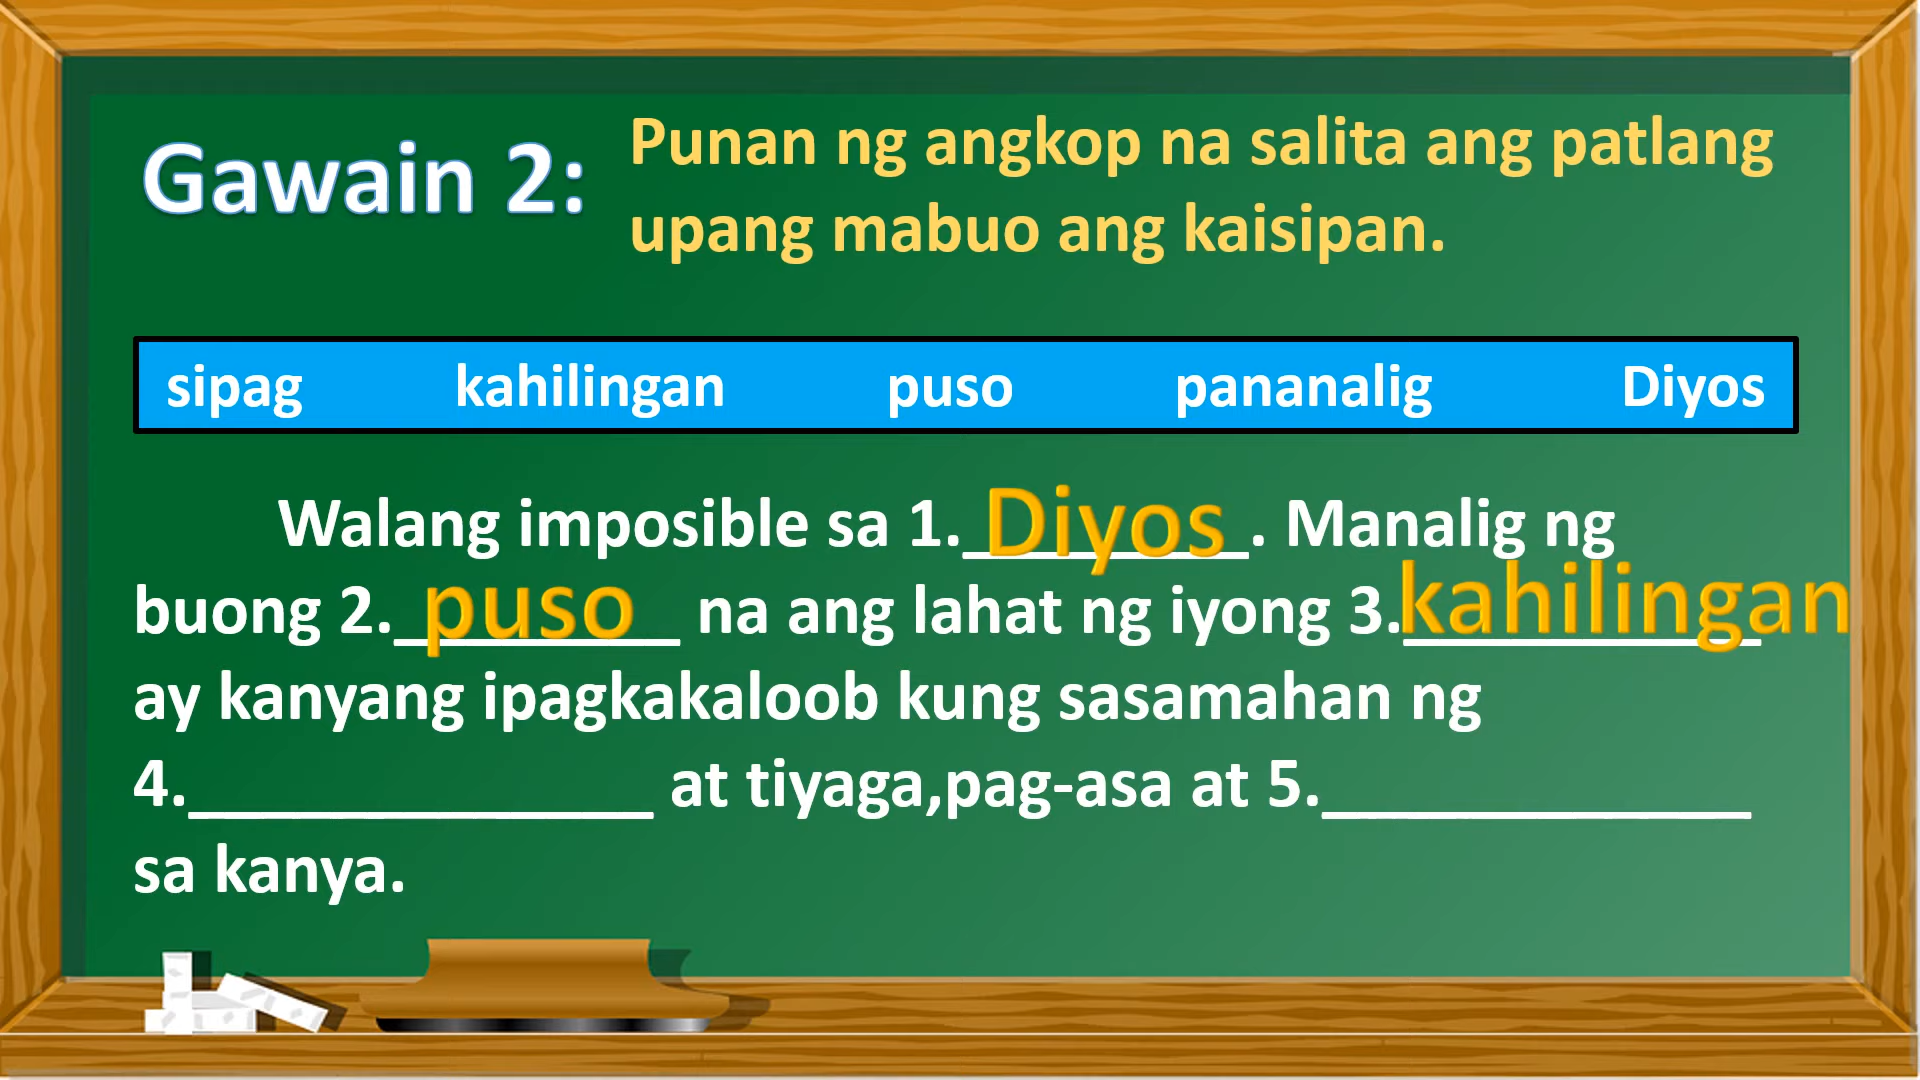 Gawain 2:
Punan ng angkop na salita ang patlang
upang mabuo ang kaisipan.
sipag kahilingan puso pananalig Diyos
Walang imposible sa 1. Diyos. Manalig ng
buong 2. puso na ang lahat ng iyong 3. kahilingan
ay kanyang ipagkakaloob kung sasamahan ng
4.______________ at tiyaga,pag-asa at 5._____________
sa kanya.